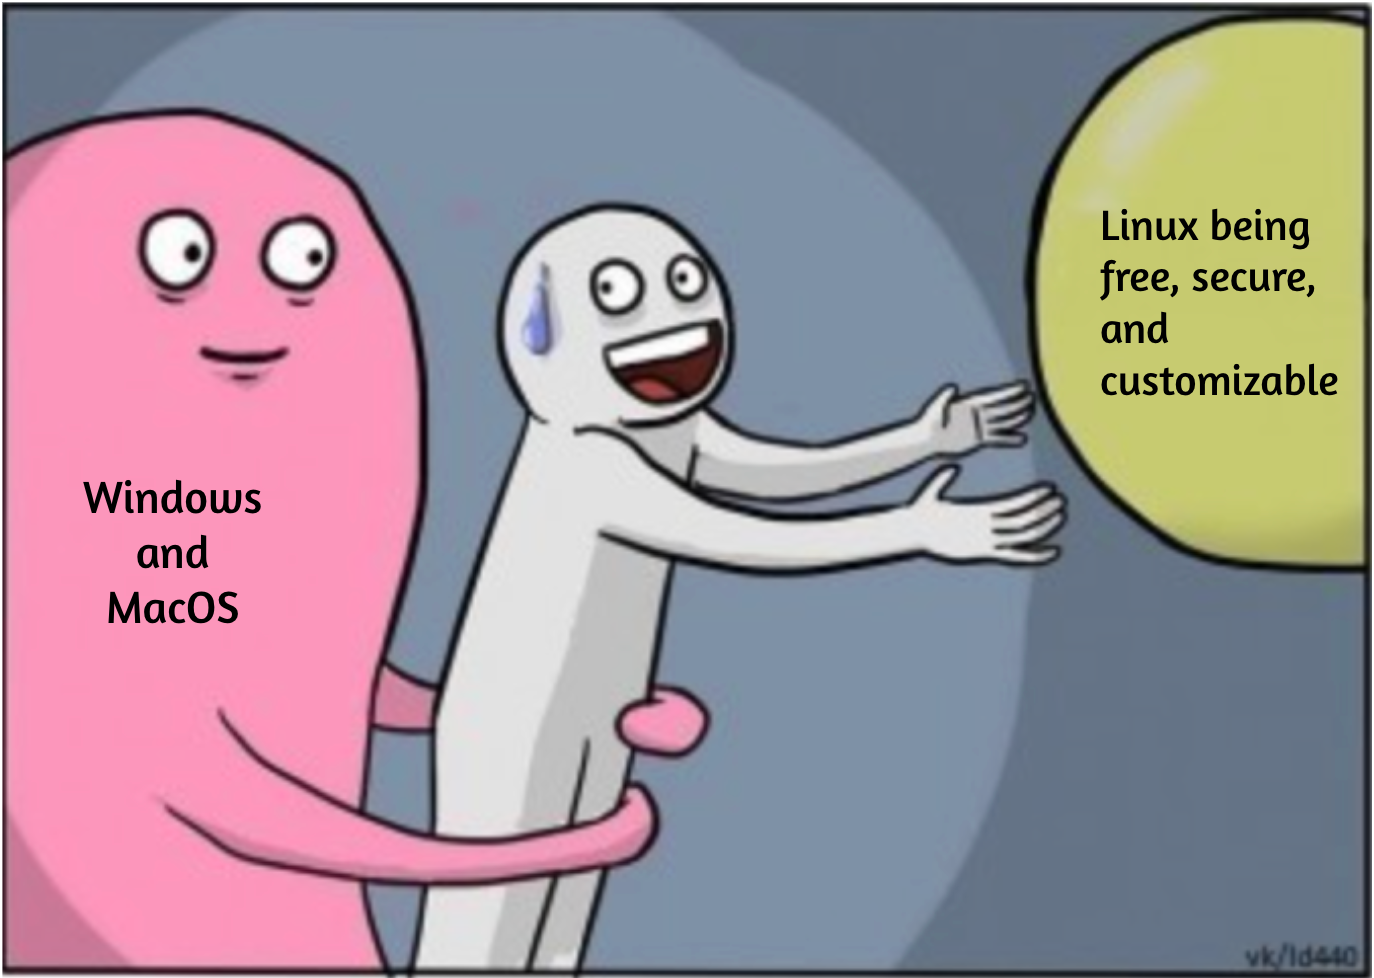 Windows
and
MacOS
Linux being
free, secure,
and
customizable
vk/ld440